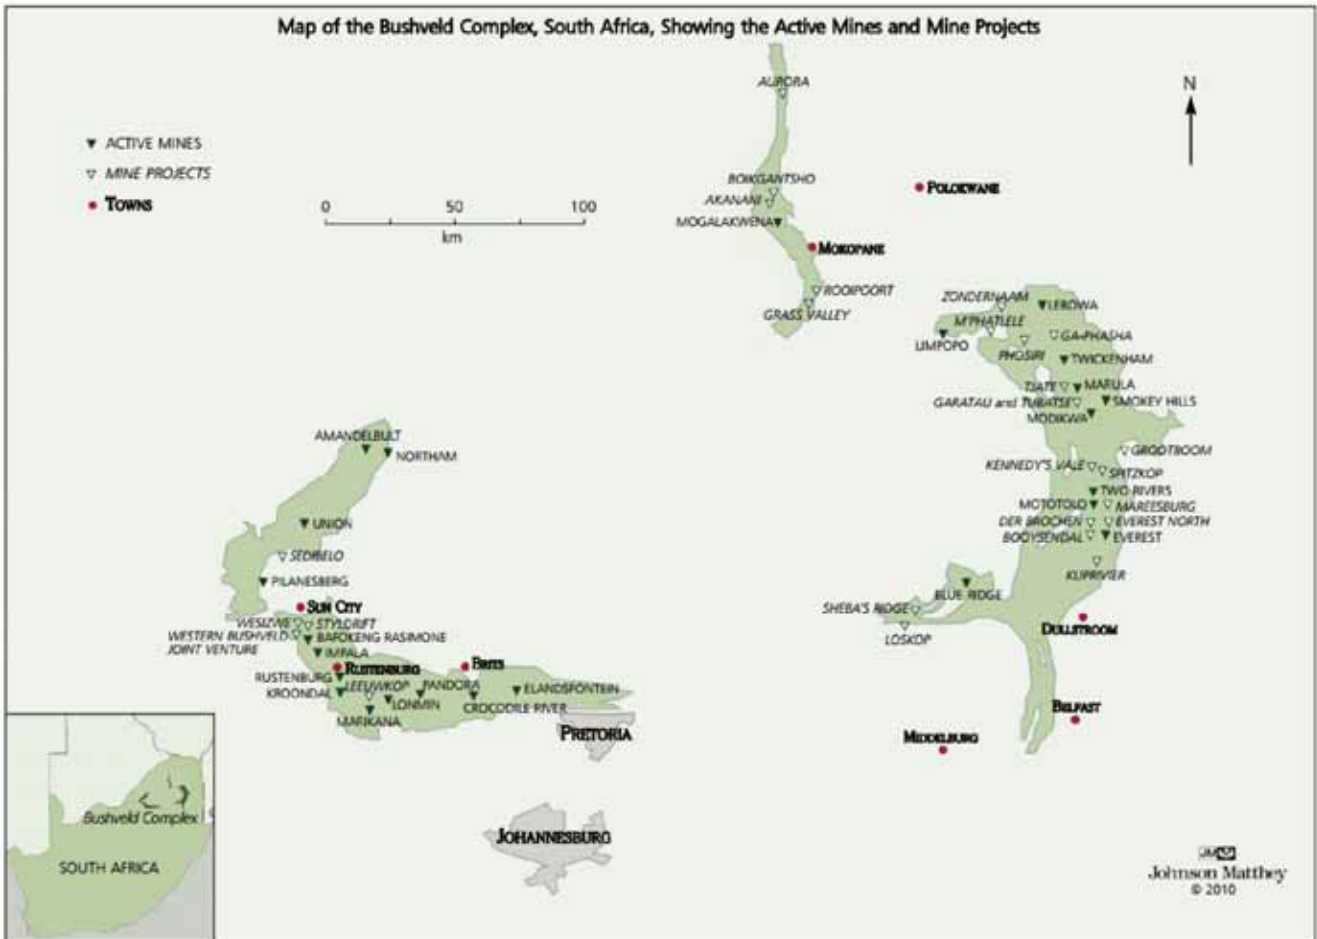 Map of the Bushveld Complex, South Africa, Showing the Active Mines and Mine Projects
AURORA
N
ACTIVE MINES
MINE PROJECTS
TOWNS
0 50 100
km
BOIKGANTSHO
AKANANI
MOGALAKWENA
POLOKWANE
MOKOPANE
ROOIPOORT
GRASS VALLEY
ZONDERNAAM
LEBOWA
M'PHATLELE
LIMPOPO
GA-PHASHA
PHOSIRI
TWICKENHAM
TJATE
MARULA
GARATAU and TUBATSE
SMOKEY HILLS
MODIKWA
GROOTBOOM
KENNEDY'S VALE
SPITZKOP
TWO RIVERS
MOTOTOLO
MAREESBURG
DER BROCHEN
EVEREST NORTH
BOOYSENDAL
EVEREST
KLIPRIVIER
BLUE RIDGE
SHEBA'S RIDGE
LOSKOP
DULLSTROOM
BELFAST
MIDDELBURG
AMANDELBULT
NORTHAM
UNION
SEDIBELO
PILANESBERG
SUN CITY
WESIZWE
STYLDRIFT
WESTERN BUSHVELD
JOINT VENTURE
BAFOKENG RASIMONE
IMPALA
RUSTENBURG
RUSTENBURG
BRITS
KROONDAL
LEEUWKOP
PANDORA
ELANDSFONTEIN
LONMIN
CROCODILE RIVER
MARIKANA
PRETORIA
JOHANNESBURG
Bushveld Complex
SOUTH AFRICA
JM
Johnson Matthey
© 2010